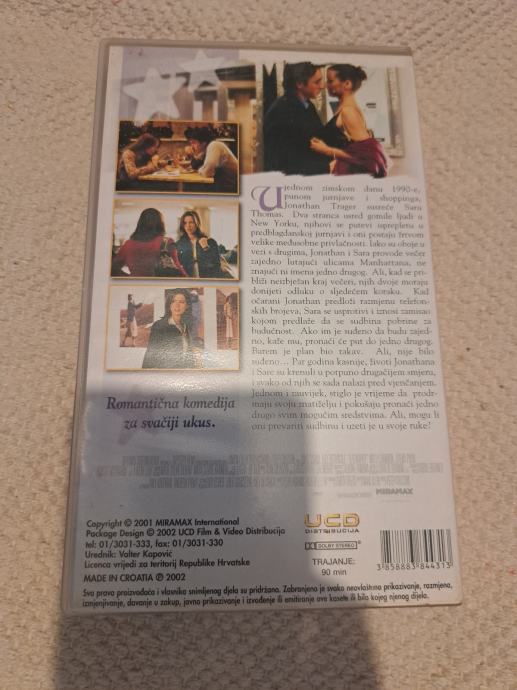 U jednom zimskom danu 1990-e,
punom jurnjave i shoppinga,
Jonathan Trager susreće Saru
Thomas. Dva stranca usred gomile ljudi u
New Yorku, njihovi se putevi isprepletu u
predblagdanskoj jurnjavi i oni postaju žrtvom
velike međusobne privlačnosti. Iako su oboje u
vezi s drugima, Jonathan i Sara provode večer
zajedno lutajući ulicama Manhattana, ne
znajući ni imena jedno drugog. Ali, kad se pri-
bliži neizbježan kraj večeri, njih dvoje moraju
donijeti odluku o sljedećem koraku. Kad
očarani Jonathan predloži razmjenu telefon-
skih brojeva, Sara se usprotivi i iznosi zamisao
kojom predlaže da se sudbina pobrine za
budućnost. Ako im je suđeno da budu zajed-
no, kaže mu, pronaći će put do jedno drugog.
Barem je plan bio takav. Ali, nije bilo
suđeno... Par godina kasnije, životi Jonathana
i Sare su krenuli u potpuno drugačijem smjeru,
i svako od njih se sada nalazi pred vjenčanjem.
Jednom i zauvijek, stiglo je vrijeme da prodr-
maju svoju maštu i pokušaju pronaći jedno
drugo svim mogućim sredstvima. Ali, mogu li
oni prevariti sudbinu i uzeti je u svoje ruke?
Romantična komedija
za svačiji ukus.
MIRAMAX
Copyright © 2001 MIRAMAX International
Package Design © 2002 UCD Film & Video Distribucija
tel: 01/3031-333, fax: 01/3031-330
Urednik: Valter Kapović
Licenca vrijedi za teritorij Republike Hrvatske
MADE IN CROATIA ℗ 2002
UCD
DISTRIBUCIJA
DOLBY STEREO
TRAJANJE:
90 min
3 858883 844313
Sva prava proizvođača i vlasnika snimljenog djela su pridržana. Zabranjeno je svako neovlašteno prikazivanje, razmjena,
iznajmljivanje, davanje u zakup, javno prikazivanje i izvođenje ili emitiranje ove kasete ili bilo kojeg njenog dijela.